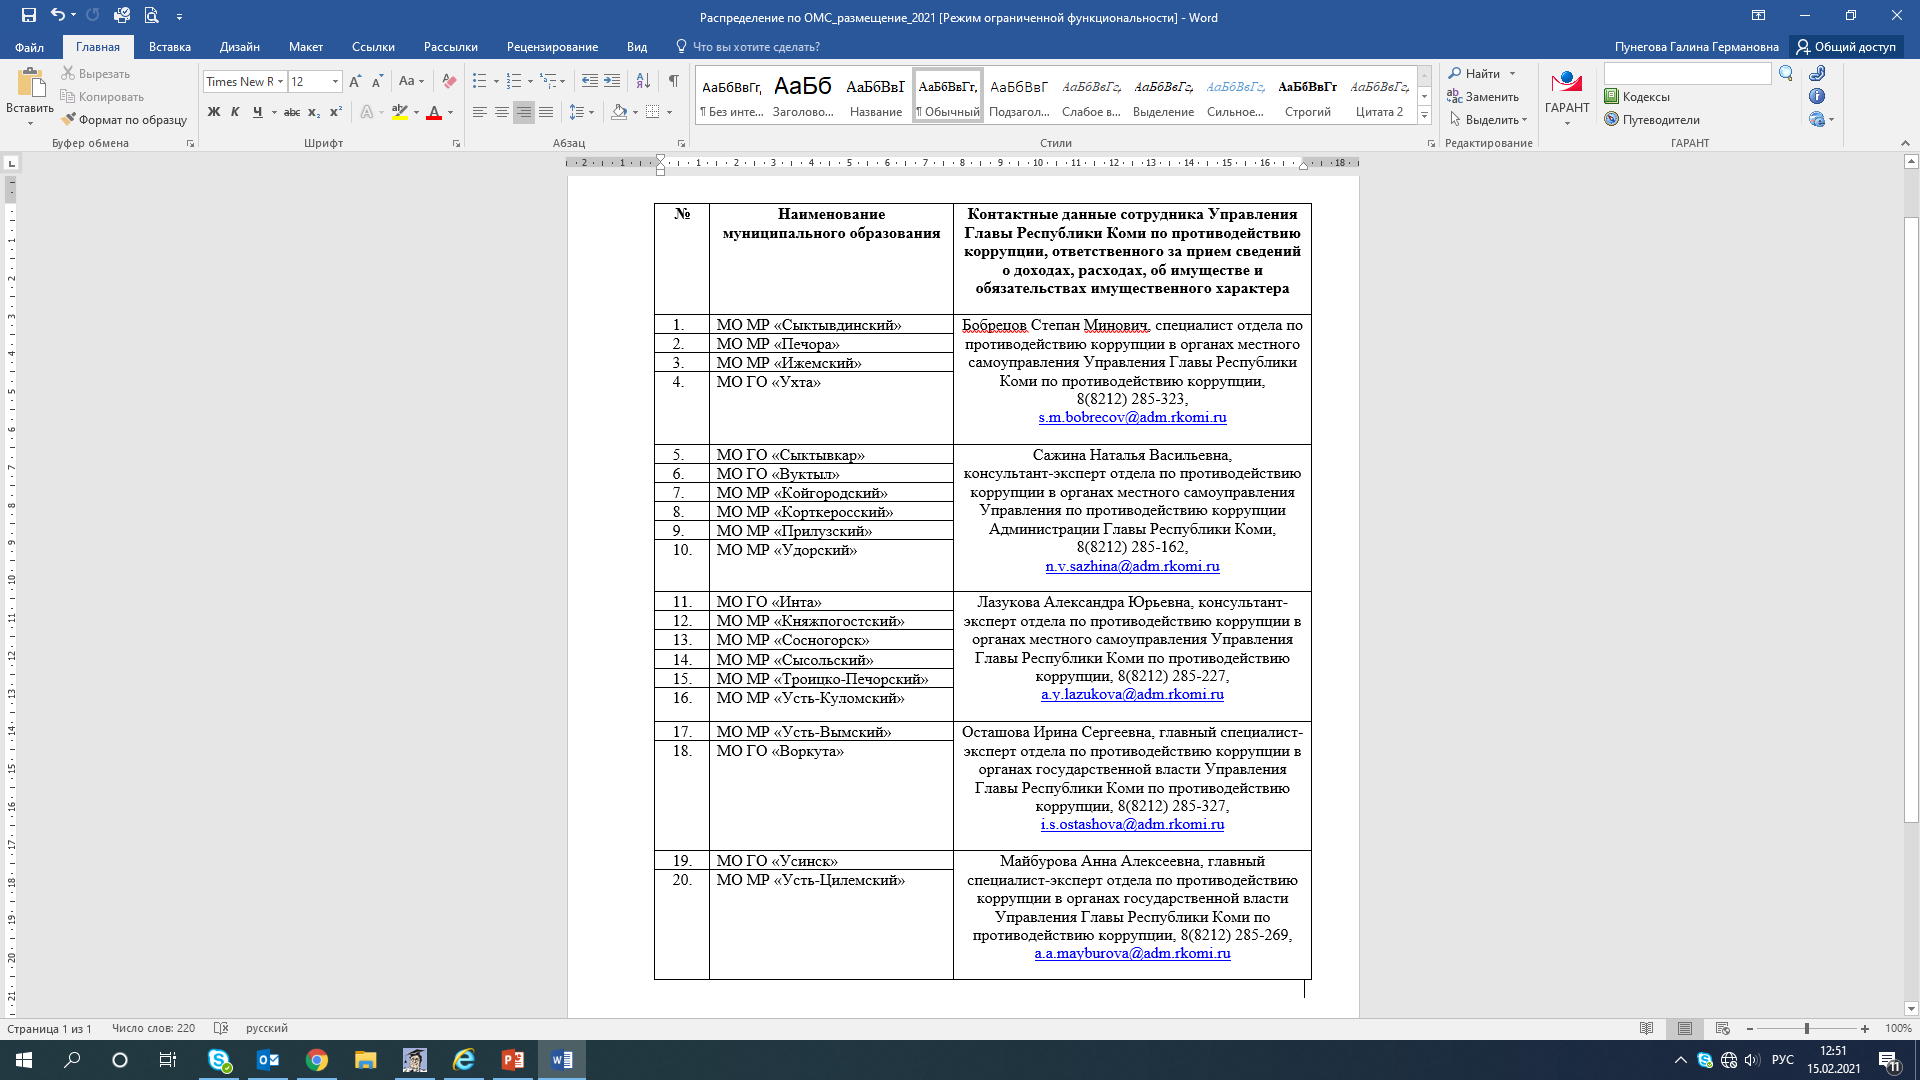 Распределение по ОМС_размещение_2021 [Режим ограниченной функциональности] - Word
Файл Главная Вставка Дизайн Макет Ссылки Рассылки Рецензирование Вид Что вы хотите сделать? Пунегова Галина Германовна Общий доступ
Вставить
Вырезать
Копировать
Формат по образцу
Буфер обмена
Times New R 12
Ж К Ч abc x₂ x²
Шрифт
Абзац
АаБбВвГг, АаБб АаБбВвГ АаБбВвГг, АаБбВвГ АаБбВвГг, АаБбВвГг, АаБбВвГг, АаБбВвГг АаБбВвГг,
¶ Без инте... Заголово... Название ¶ Обычный Подзагол... Слабое в... Выделение Сильное... Строгий Цитата 2
Стили
Найти
Заменить
Выделить
Редактирование
ГАРАНТ
Кодексы
Путеводители
ГАРАНТ
№
Наименование
муниципального образования
Контактные данные сотрудника Управления
Главы Республики Коми по противодействию
коррупции, ответственного за прием сведений
о доходах, расходах, об имуществе и
обязательствах имущественного характера
1. МО МР «Сыктывдинский»
2. МО МР «Печора»
3. МО МР «Ижемский»
4. МО ГО «Ухта»
Бобрецов Степан Минович, специалист отдела по
противодействию коррупции в органах местного
самоуправления Управления Главы Республики
Коми по противодействию коррупции,
8(8212) 285-323,
s.m.bobrecov@adm.rkomi.ru
5. МО ГО «Сыктывкар»
6. МО ГО «Вуктыл»
7. МО МР «Койгородский»
8. МО МР «Корткеросский»
9. МО МР «Прилузский»
10. МО МР «Удорский»
Сажина Наталья Васильевна,
консультант-эксперт отдела по противодействию
коррупции в органах местного самоуправления
Управления по противодействию коррупции
Администрации Главы Республики Коми,
8(8212) 285-162,
n.v.sazhina@adm.rkomi.ru
11. МО ГО «Инта»
12. МО МР «Княжпогостский»
13. МО МР «Сосногорск»
14. МО МР «Сысольский»
15. МО МР «Троицко-Печорский»
16. МО МР «Усть-Куломский»
Лазукова Александра Юрьевна, консультант-
эксперт отдела по противодействию коррупции в
органах местного самоуправления Управления
Главы Республики Коми по противодействию
коррупции, 8(8212) 285-227,
a.y.lazukova@adm.rkomi.ru
17. МО МР «Усть-Вымский»
18. МО ГО «Воркута»
Осташова Ирина Сергеевна, главный специалист-
эксперт отдела по противодействию коррупции в
органах государственной власти Управления
Главы Республики Коми по противодействию
коррупции, 8(8212) 285-327,
i.s.ostashova@adm.rkomi.ru
19. МО ГО «Усинск»
20. МО МР «Усть-Цилемский»
Майбурова Анна Алексеевна, главный
специалист-эксперт отдела по противодействию
коррупции в органах государственной власти
Управления Главы Республики Коми по
противодействию коррупции, 8(8212) 285-269,
a.a.mayburova@adm.rkomi.ru
Страница 1 из 1 Число слов: 220 русский 100%
РУС 12:51
15.02.2021
11